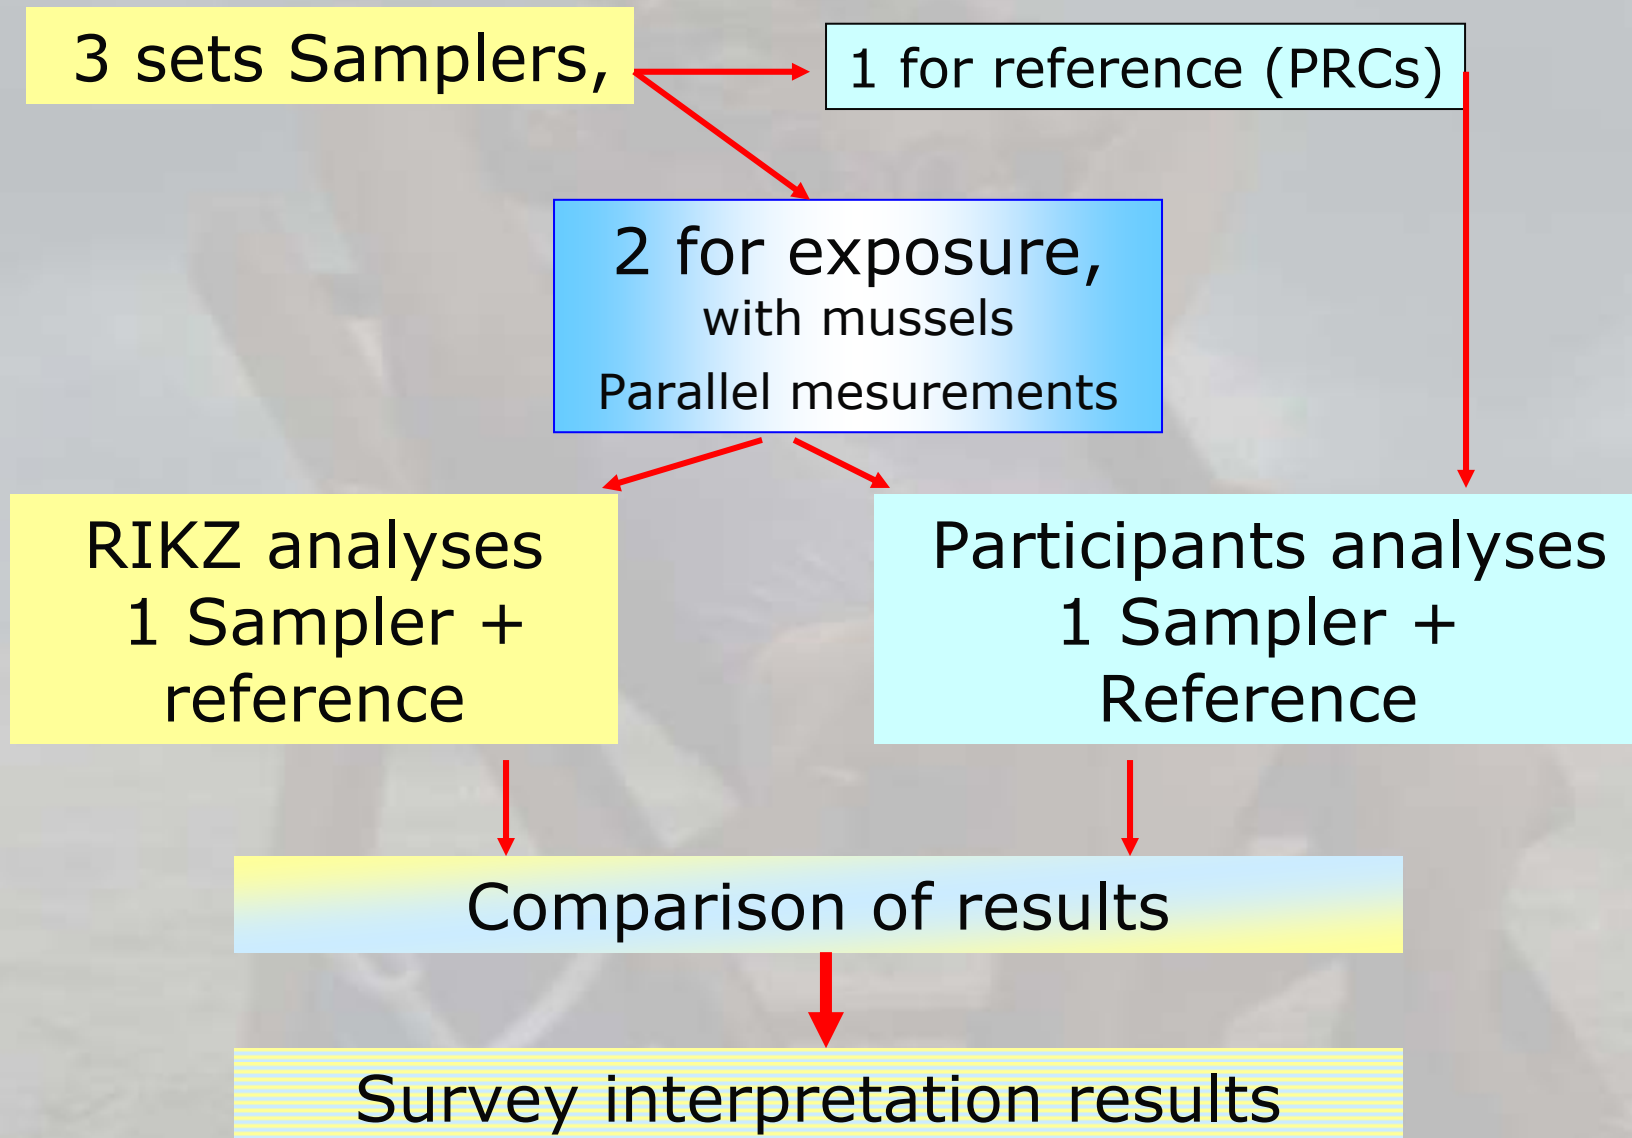 3 sets Samplers,
1 for reference (PRCs)
2 for exposure,
with mussels
Parallel mesurements
RIKZ analyses
1 Sampler +
reference
Participants analyses
1 Sampler +
Reference
Comparison of results
Survey interpretation results